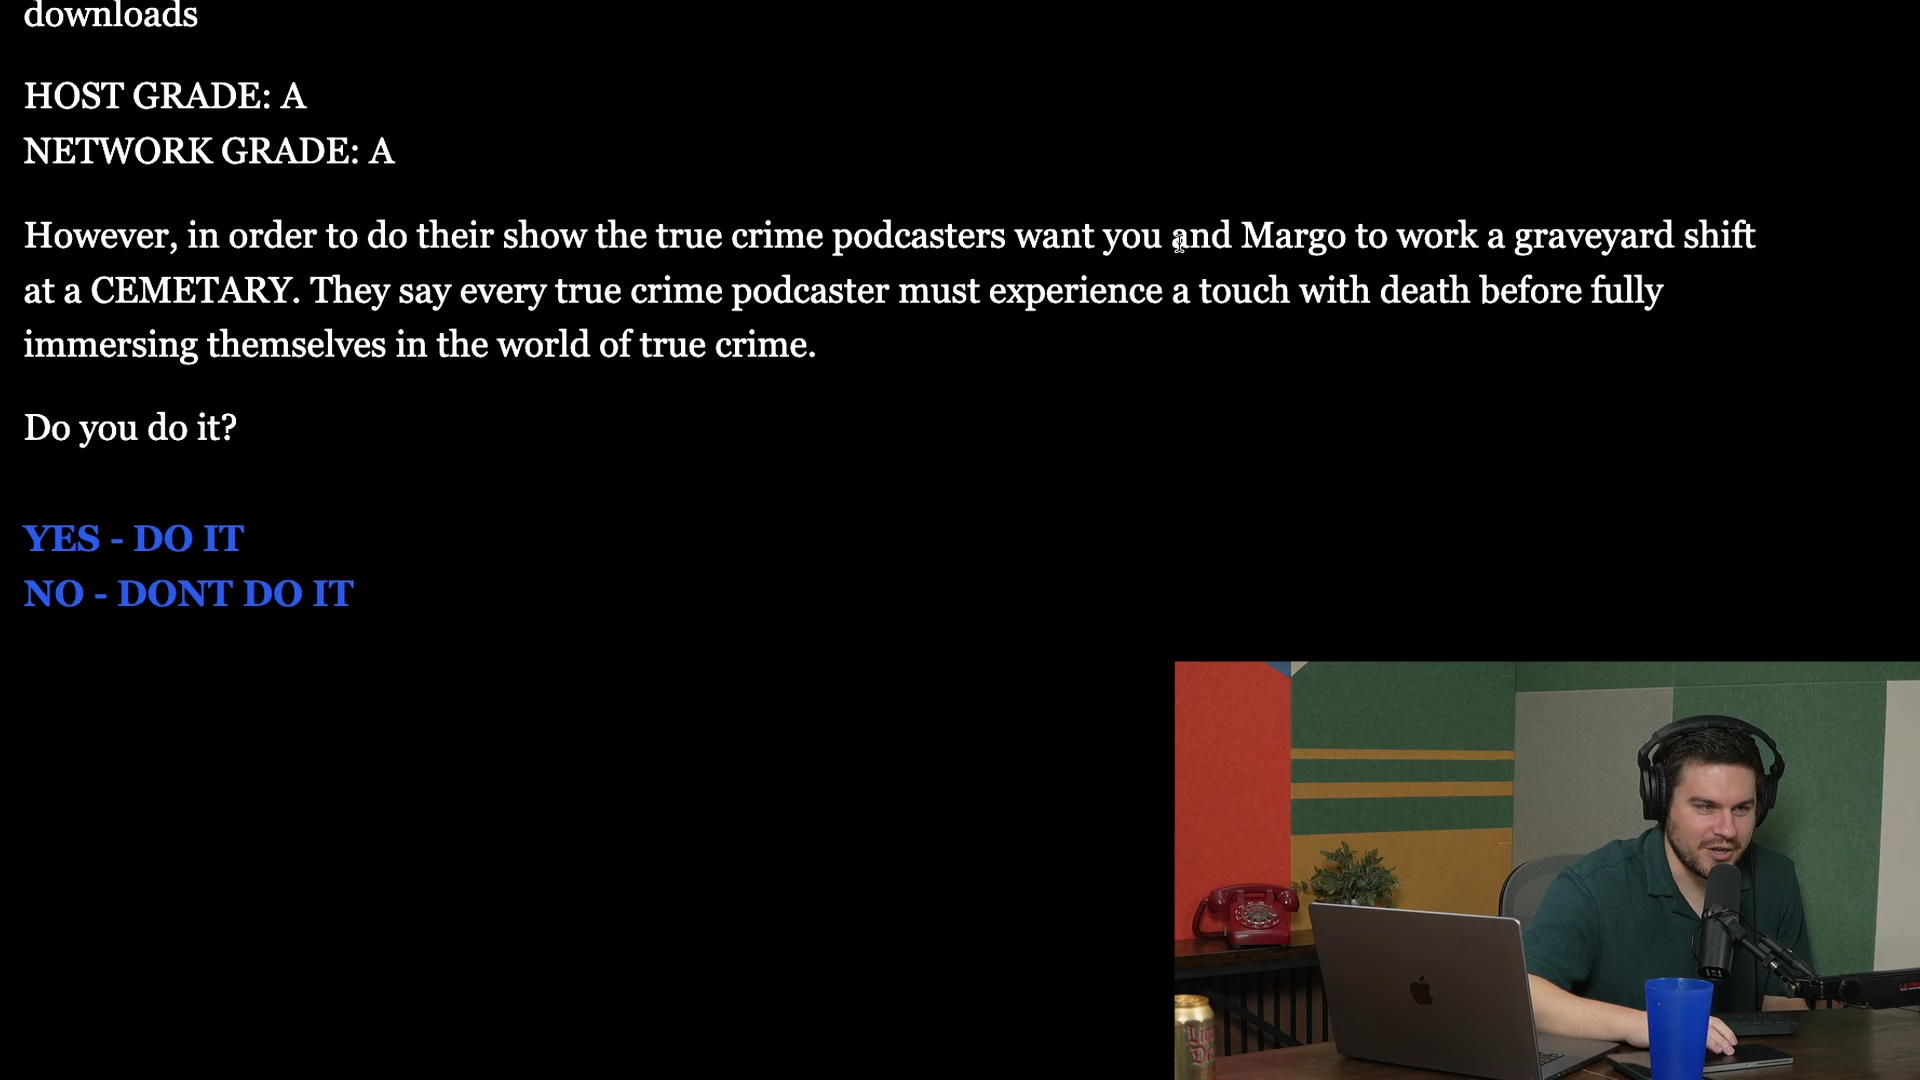 downloads
HOST GRADE: A
NETWORK GRADE: A
However, in order to do their show the true crime podcasters want you and Margo to work a graveyard shift
at a CEMETARY. They say every true crime podcaster must experience a touch with death before fully
immersing themselves in the world of true crime.
Do you do it?
YES - DO IT
NO - DONT DO IT